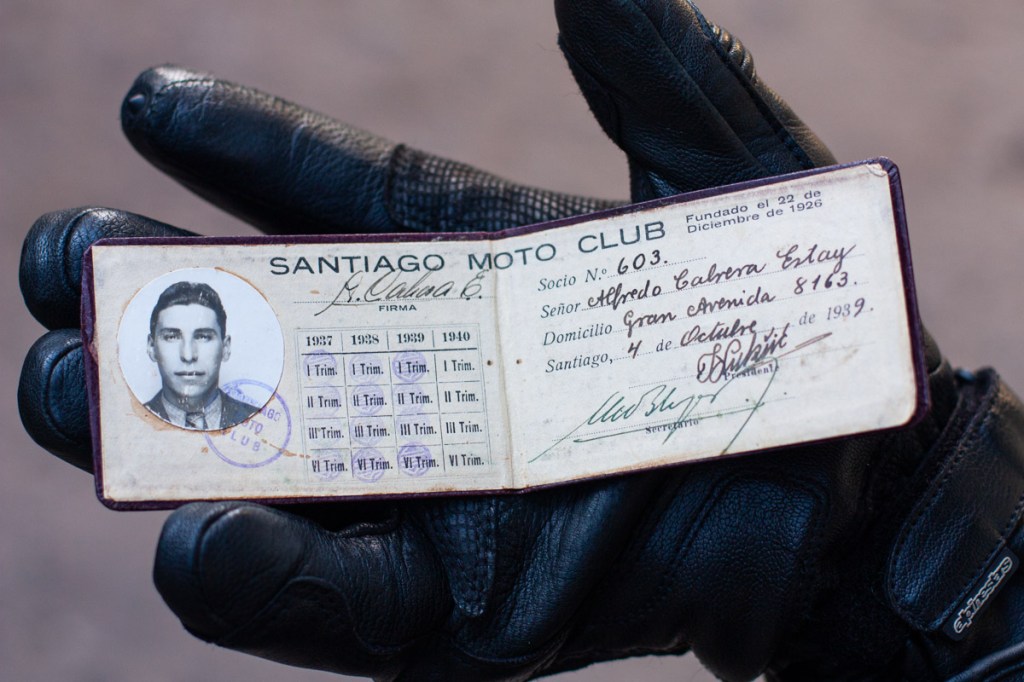 SANTIAGO MOTO CLUB
FIRMA
1937 1938 1939 1940
I Trim. I Trim. I Trim. I Trim.
II Trim. II Trim. II Trim. II Trim.
III Trim. III Trim. III Trim. III Trim.
VI Trim. VI Trim. VI Trim. VI Trim.
SANTIAGO
MOTO
CLUB
Fundado el 22 de
Diciembre de 1926
Socio N.º 603.
Señor Alfredo Cabrera Estay
Domicilio Gran Avenida 8163.
Santiago, 4 de Octubre de 1939.
Presidente
Secretario
alpinestars